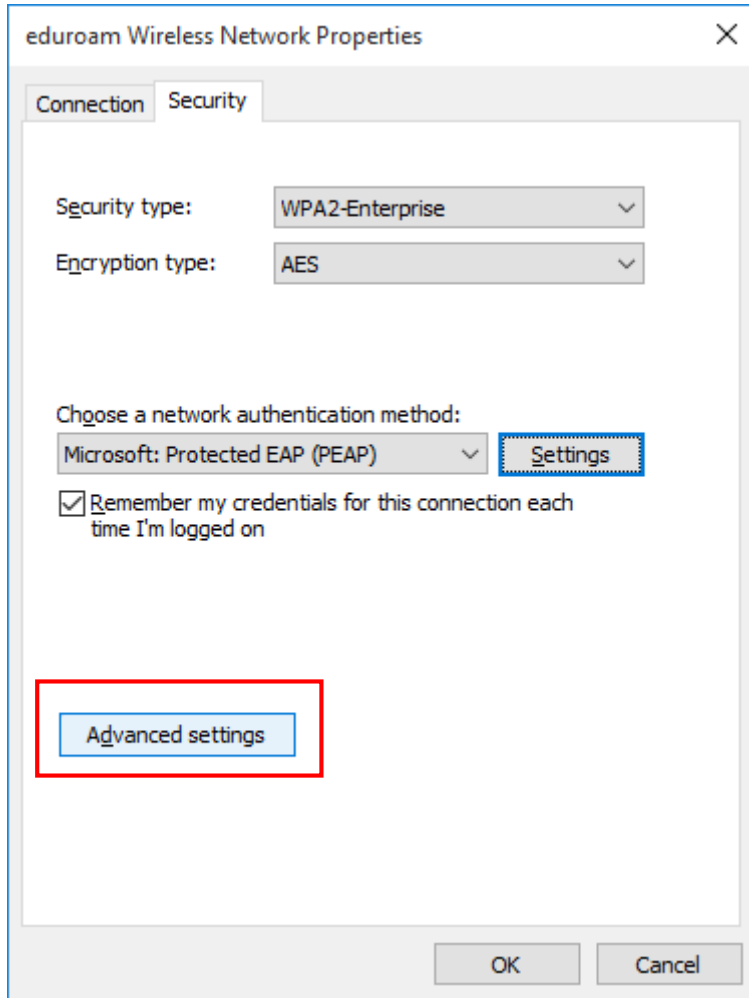 eduroam Wireless Network Properties
Connection Security
Security type: WPA2-Enterprise
Encryption type: AES
Choose a network authentication method:
Microsoft: Protected EAP (PEAP) Settings
Remember my credentials for this connection each
time I'm logged on
Advanced settings
OK Cancel